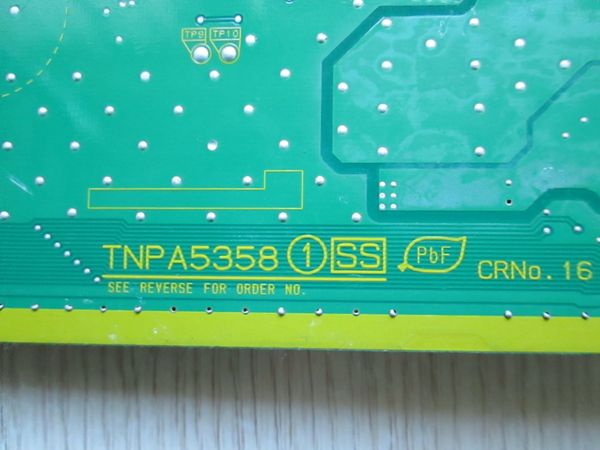 TP9 TP10
TNPA5358 1 SS PbF CRNo. 16
SEE REVERSE FOR ORDER NO.